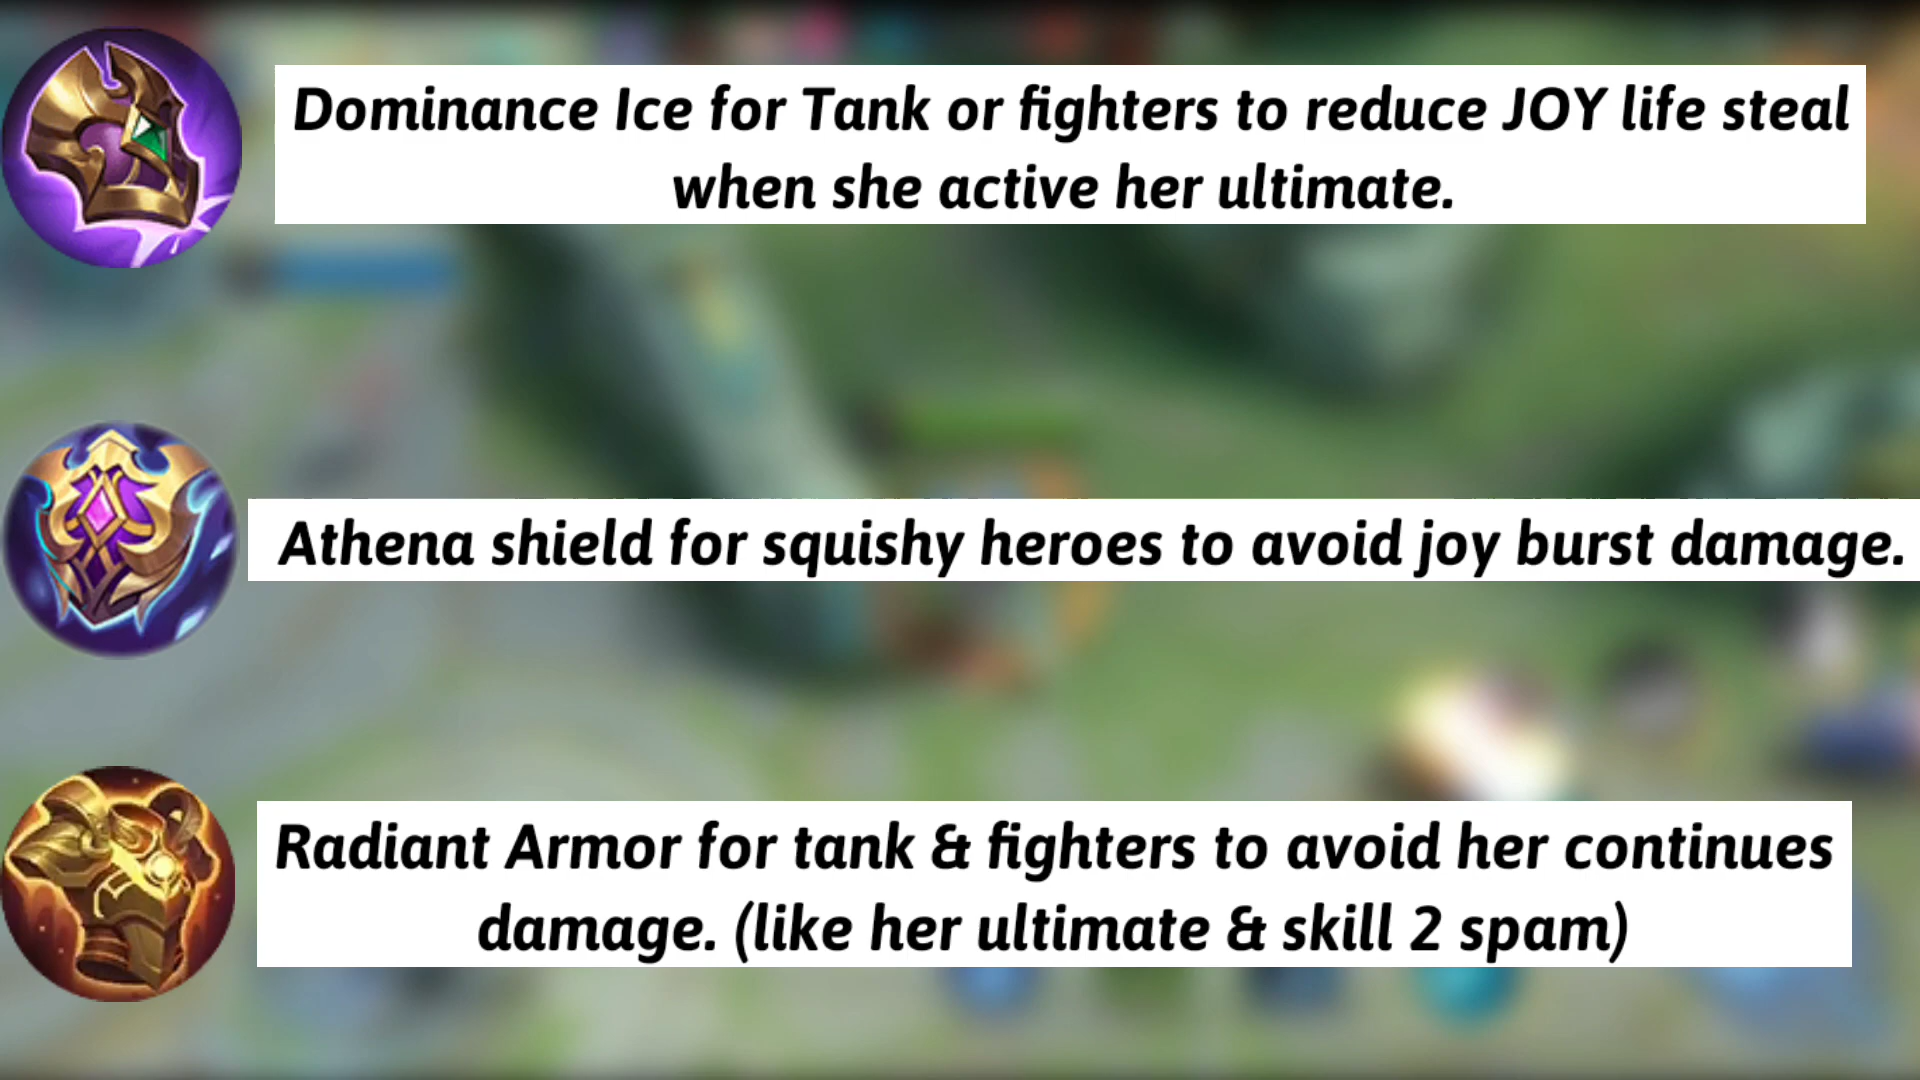 Dominance Ice for Tank or fighters to reduce JOY life steal
when she active her ultimate.
Athena shield for squishy heroes to avoid joy burst damage.
Radiant Armor for tank & fighters to avoid her continues
damage. (like her ultimate & skill 2 spam)